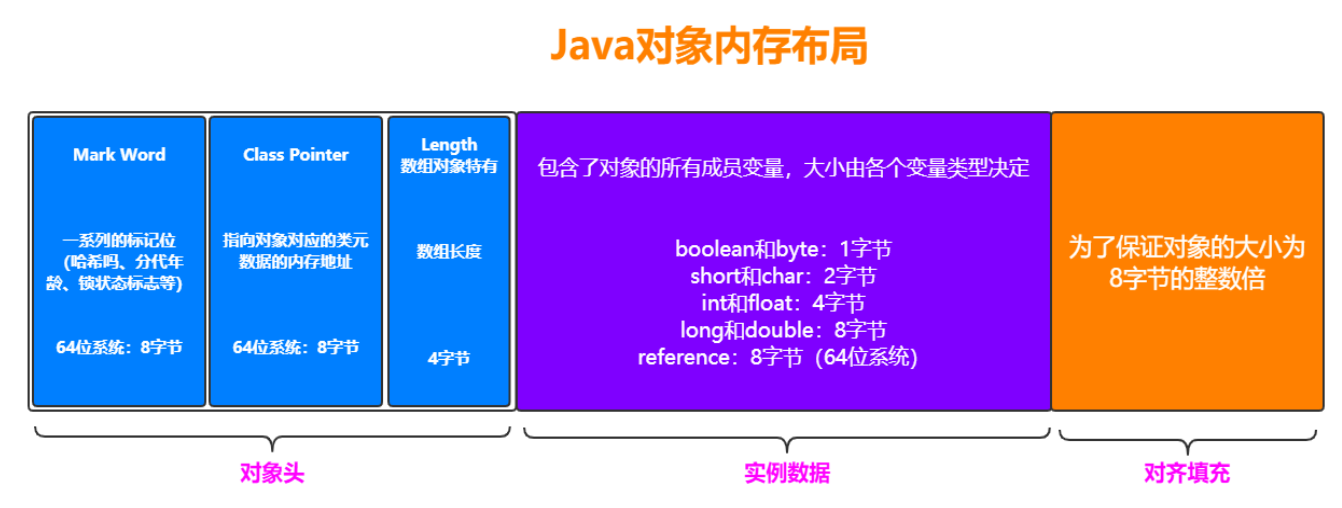 Java对象内存布局
Mark Word
一系列的标记位
(哈希吗、分代年
龄、锁状态标志等)
64位系统：8字节
Class Pointer
指向对象对应的类元
数据的内存地址
64位系统：8字节
Length
数组对象特有
数组长度
4字节
包含了对象的所有成员变量，大小由各个变量类型决定
boolean和byte：1字节
short和char：2字节
int和float：4字节
long和double：8字节
reference：8字节（64位系统）
为了保证对象的大小为
8字节的整数倍
对象头
实例数据
对齐填充